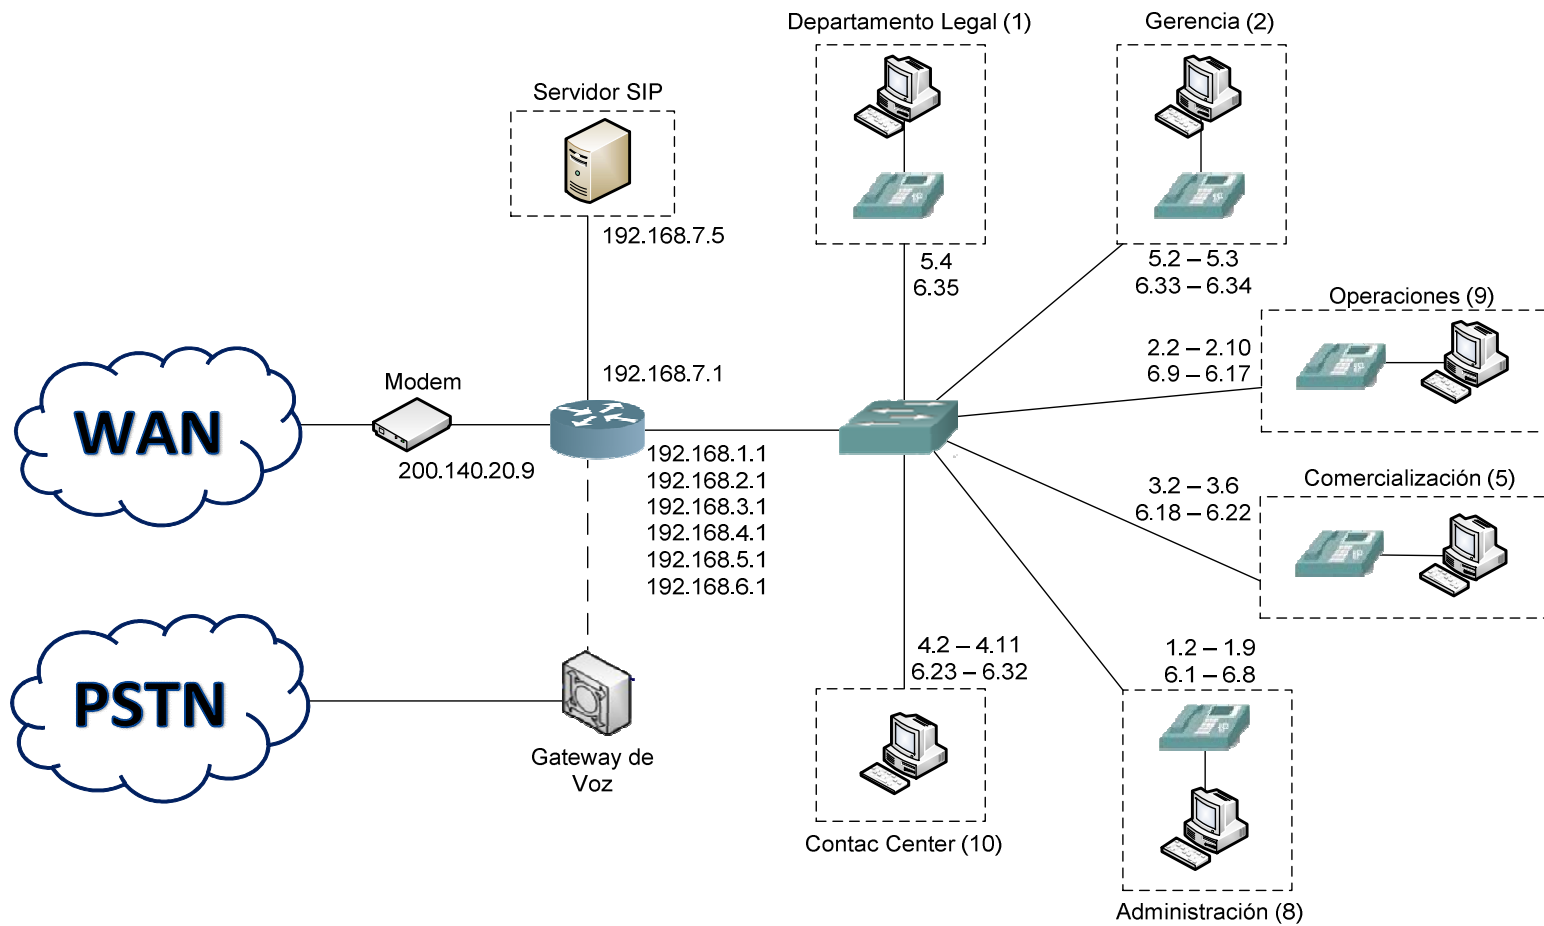 Departamento Legal (1)
Gerencia (2)
Servidor SIP
192.168.7.5
5.4
6.35
5.2 – 5.3
6.33 – 6.34
Operaciones (9)
2.2 – 2.10
6.9 – 6.17
192.168.7.1
Modem
WAN
200.140.20.9
192.168.1.1
192.168.2.1
192.168.3.1
192.168.4.1
192.168.5.1
192.168.6.1
Comercialización (5)
3.2 – 3.6
6.18 – 6.22
4.2 – 4.11
6.23 – 6.32
1.2 – 1.9
6.1 – 6.8
PSTN
Gateway de
Voz
Contac Center (10)
Administración (8)